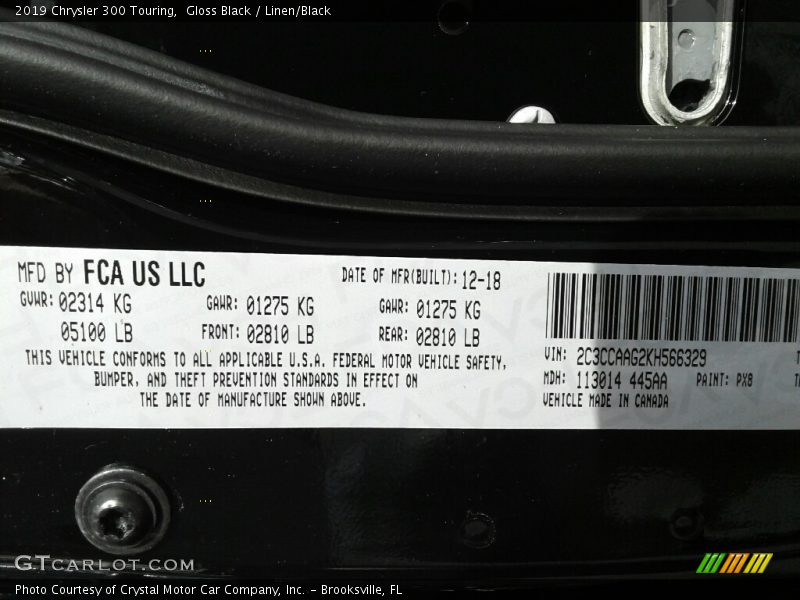 2019 Chrysler 300 Touring,  Gloss Black / Linen/Black
MFD BY FCA US LLC
DATE OF MFR(BUILT): 12-18
GVWR: 02314 KG
GAWR: 01275 KG
GAWR: 01275 KG
05100 LB
FRONT: 02810 LB
REAR: 02810 LB
THIS VEHICLE CONFORMS TO ALL APPLICABLE U.S.A. FEDERAL MOTOR VEHICLE SAFETY,
BUMPER, AND THEFT PREVENTION STANDARDS IN EFFECT ON
THE DATE OF MANUFACTURE SHOWN ABOVE.
VIN: 2C3CCAAG2KH566329
MDH: 113014 445AA PAINT: PX8
VEHICLE MADE IN CANADA
GTCARLOT.COM
Photo Courtesy of Crystal Motor Car Company, Inc. – Brooksville, FL